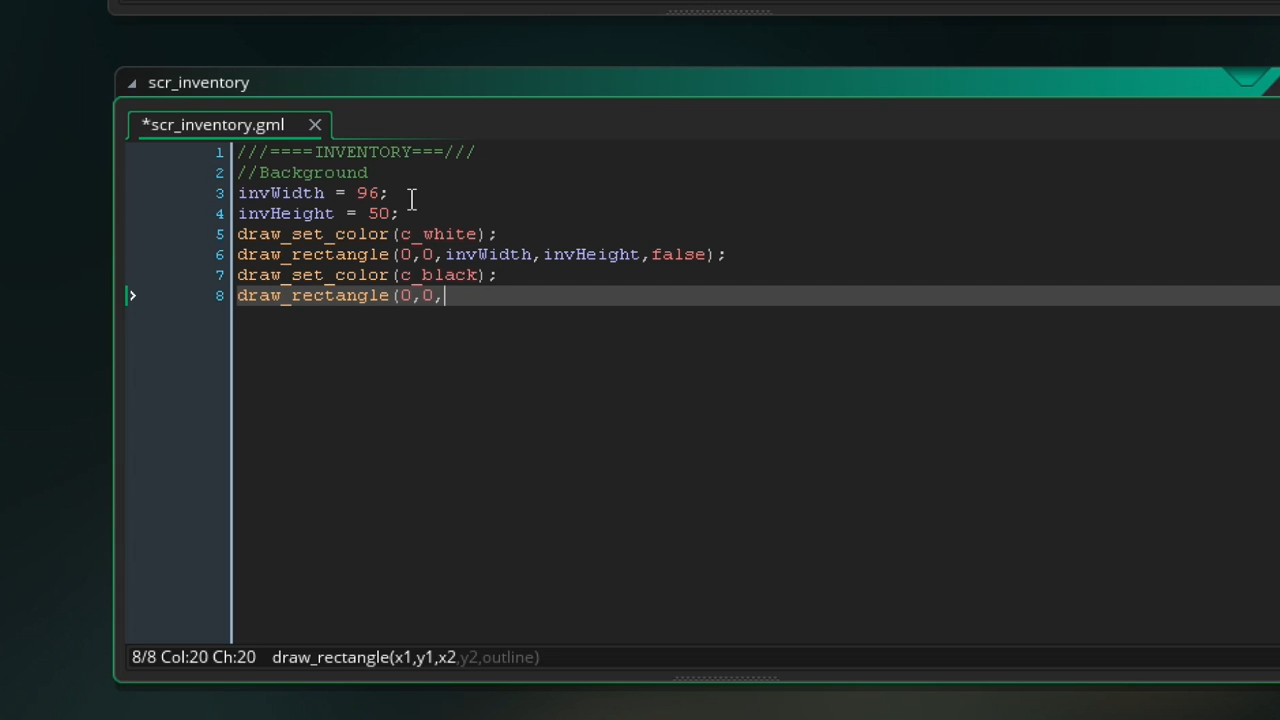 scr_inventory
*scr_inventory.gml
1 ///====INVENTORY===///
2 //Background
3 invWidth = 96;
4 invHeight = 50;
5 draw_set_color(c_white);
6 draw_rectangle(0,0,invWidth,invHeight,false);
7 draw_set_color(c_black);
8 draw_rectangle(0,0,
8/8 Col:20 Ch:20 draw_rectangle(x1,y1,x2,y2,outline)